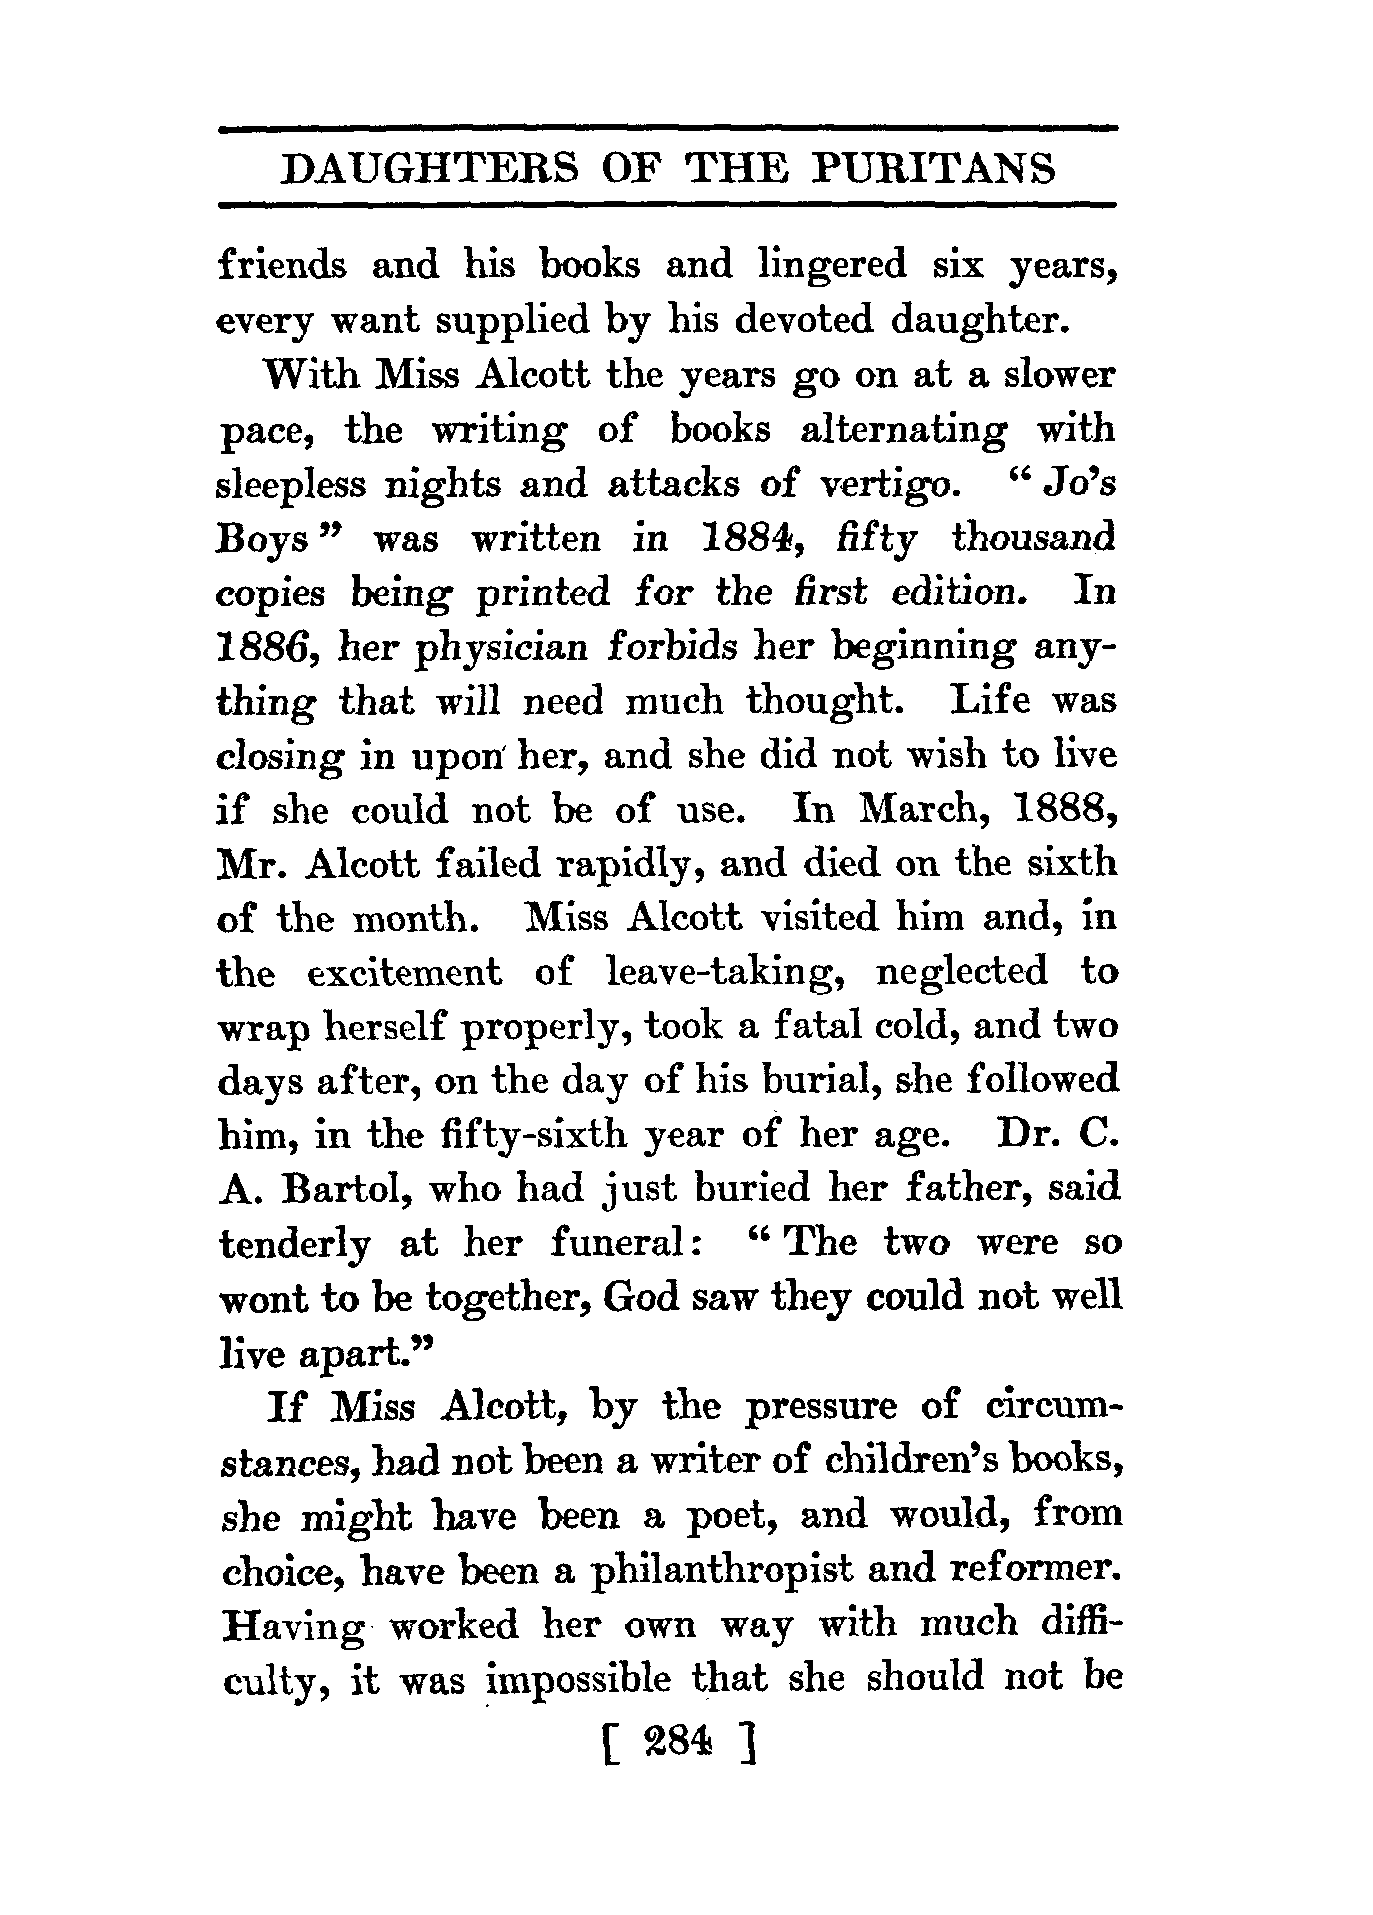 DAUGHTERS OF THE PURITANS
friends and his books and lingered six years,
every want supplied by his devoted daughter.
With Miss Alcott the years go on at a slower
pace, the writing of books alternating with
sleepless nights and attacks of vertigo. “ Jo’s
Boys ” was written in 1884, fifty thousand
copies being printed for the first edition. In
1886, her physician forbids her beginning any-
thing that will need much thought. Life was
closing in upon her, and she did not wish to live
if she could not be of use. In March, 1888,
Mr. Alcott failed rapidly, and died on the sixth
of the month. Miss Alcott visited him and, in
the excitement of leave-taking, neglected to
wrap herself properly, took a fatal cold, and two
days after, on the day of his burial, she followed
him, in the fifty-sixth year of her age. Dr. C.
A. Bartol, who had just buried her father, said
tenderly at her funeral: “ The two were so
wont to be together, God saw they could not well
live apart.”
If Miss Alcott, by the pressure of circum-
stances, had not been a writer of children’s books,
she might have been a poet, and would, from
choice, have been a philanthropist and reformer.
Having worked her own way with much diffi-
culty, it was impossible that she should not be
[ 284 ]